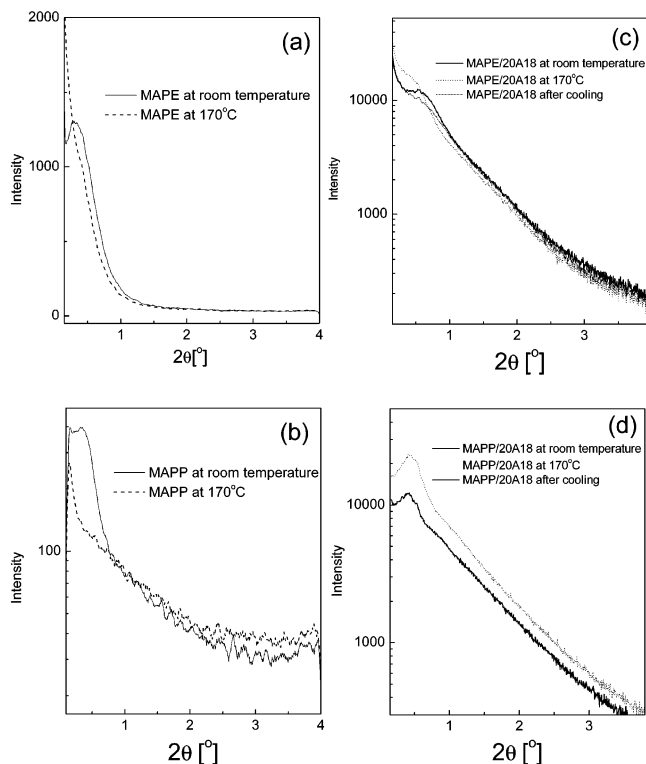 (a)
2000
1000
0
Intensity
MAPE at room temperature
MAPE at 170°C
1 2 3 4
2θ[°]
(c)
10000
1000
Intensity
MAPE/20A18 at room temperature
MAPE/20A18 at 170°C
MAPE/20A18 after cooling
1 2 3
2θ [°]
(b)
100
Intensity
MAPP at room temperature
MAPP at 170°C
1 2 3 4
2θ [°]
(d)
10000
1000
Intensity
MAPP/20A18 at room temperature
MAPP/20A18 at 170°C
MAPP/20A18 after cooling
1 2 3
2θ [°]